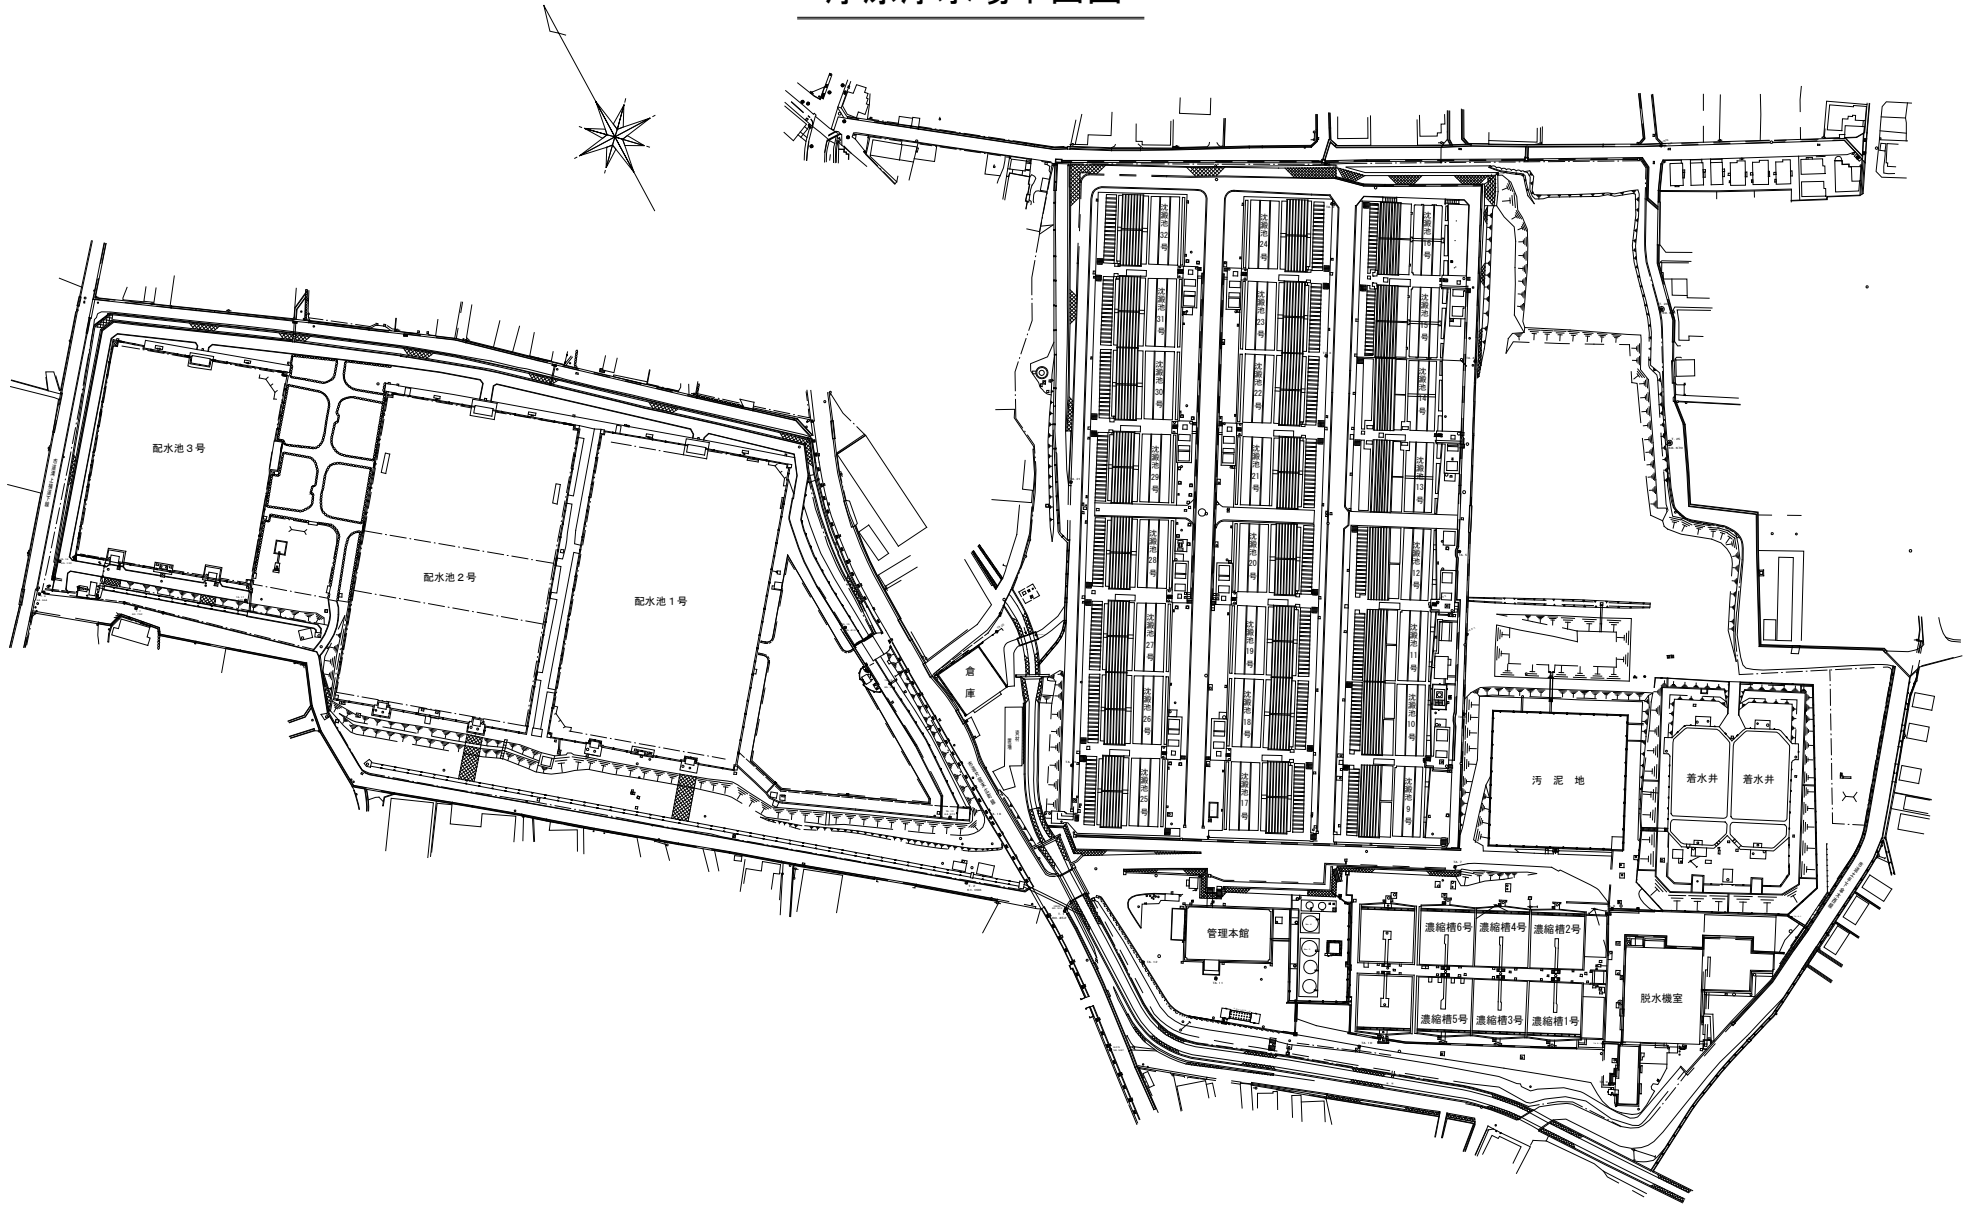 配水池３号
配水池２号
配水池１号
倉
庫
沈澱池32号
沈澱池31号
沈澱池30号
沈澱池29号
沈澱池28号
沈澱池27号
沈澱池26号
沈澱池25号
沈澱池24号
沈澱池23号
沈澱池22号
沈澱池21号
沈澱池20号
沈澱池19号
沈澱池18号
沈澱池17号
沈澱池16号
沈澱池15号
沈澱池14号
沈澱池13号
沈澱池12号
沈澱池11号
沈澱池10号
沈澱池9号
汚 泥 地
着水井
着水井
管理本館
濃縮槽6号
濃縮槽4号
濃縮槽2号
濃縮槽5号
濃縮槽3号
濃縮槽1号
脱水機室